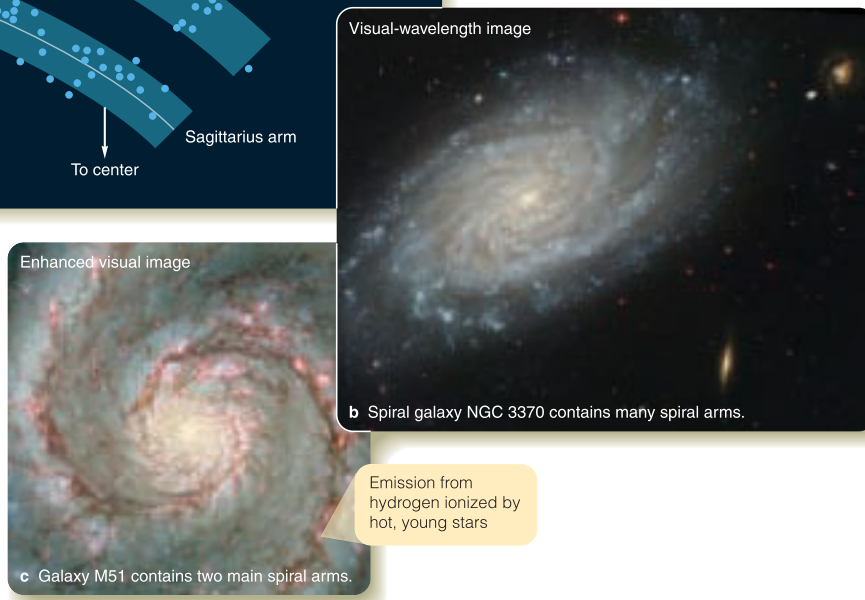 Sagittarius arm
To center
Visual-wavelength image
b Spiral galaxy NGC 3370 contains many spiral arms.
Enhanced visual image
Emission from
hydrogen ionized by
hot, young stars
c Galaxy M51 contains two main spiral arms.